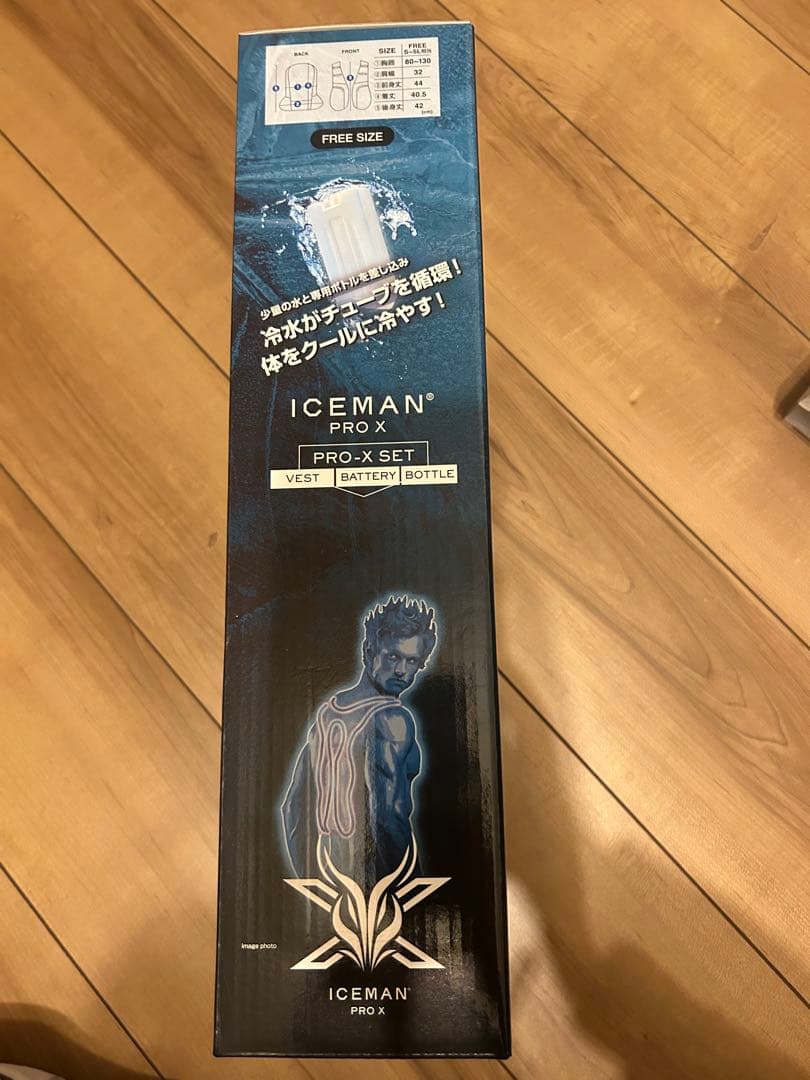 BACK
FRONT
SIZE FREE S~5L相当
①胸囲 80~130
②肩幅 32
③前身丈 44
④着丈 40.5
⑤後身丈 42
(cm)
FREE SIZE
少量の水と専用ボトルを差し込み
冷水がチューブを循環!
体をクールに冷やす!
ICEMAN®
PRO X
PRO-X SET
VEST BATTERY BOTTLE
image photo
ICEMAN®
PRO X